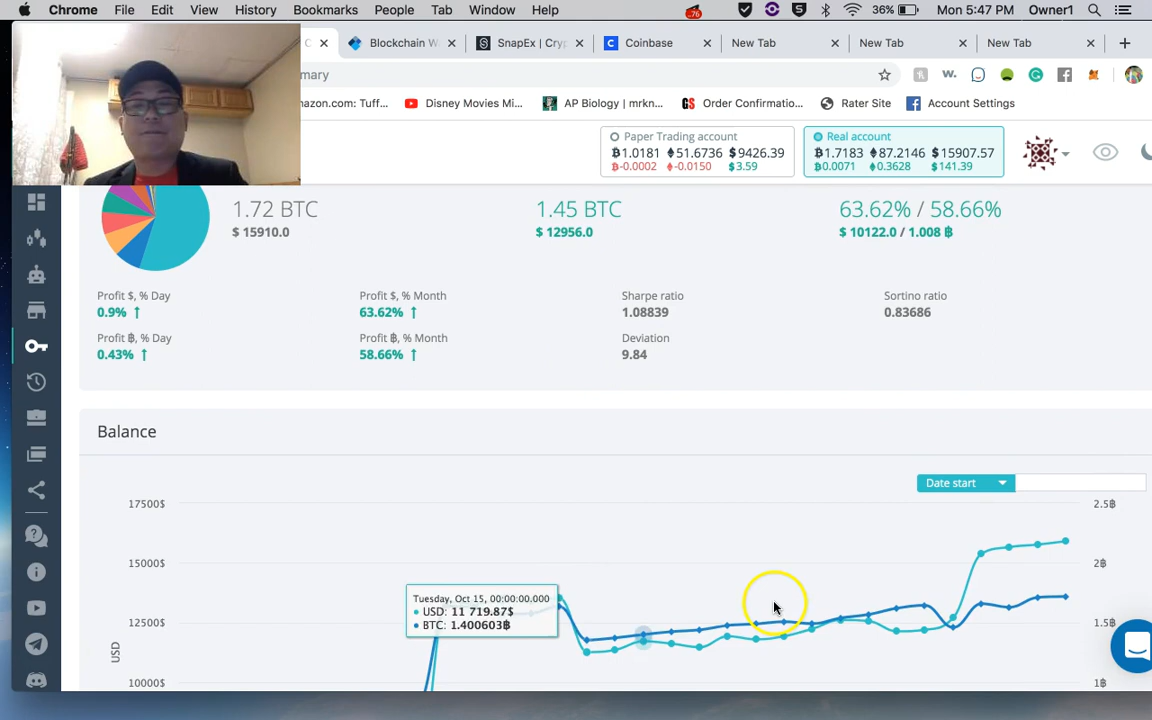 Chrome File Edit View History Bookmarks People Tab Window Help 76 36% Mon 5:47 PM Owner1
Blockchain W SnapEx | Cryp Coinbase New Tab New Tab New Tab
mary
nazon.com: Tuff... Disney Movies Mi... AP Biology | mrkn... GS Order Confirmatio... Rater Site Account Settings
Paper Trading account
₿1.0181 51.6736 $9426.39
₿-0.0002 -0.0150 $3.59
Real account
₿1.7183 87.2146 $15907.57
₿0.0071 0.3628 $141.39
1.72 BTC
$ 15910.0
1.45 BTC
$ 12956.0
63.62% / 58.66%
$ 10122.0 / 1.008 ₿
Profit $, % Day
0.9% ↑
Profit $, % Month
63.62% ↑
Sharpe ratio
1.08839
Sortino ratio
0.83686
Profit ₿, % Day
0.43% ↑
Profit ₿, % Month
58.66% ↑
Deviation
9.84
Balance
Date start
17500$
15000$
12500$
10000$
USD
2.5₿
2₿
1.5₿
1₿
Tuesday, Oct 15, 00:00:00.000
USD: 11 719.87$
BTC: 1.400603₿